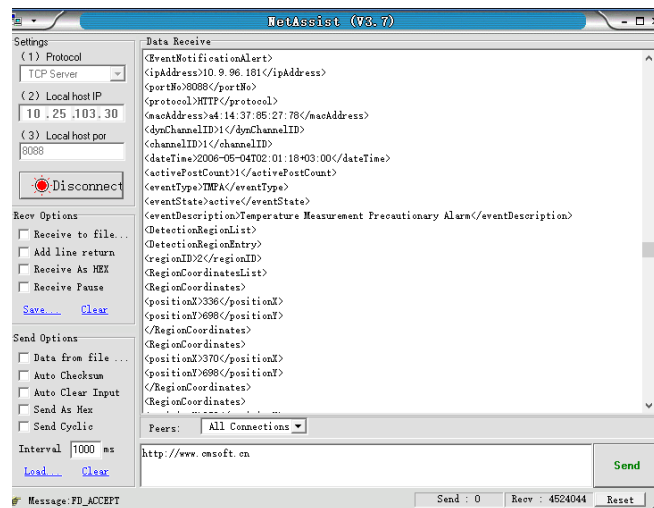 NetAssist (V3.7)
Settings
(1) Protocol
TCP Server
(2) Local host IP
10 .25 .103. 30
(3) Local host por
8088
Disconnect
Recv Options
Receive to file...
Add line return
Receive As HEX
Receive Pause
Save...
Clear
Send Options
Data from file ...
Auto Checksum
Auto Clear Input
Send As Hex
Send Cyclic
Interval 1000 ms
Load...
Clear
Data Receive
<EventNotificationAlert>
<ipAddress>10.9.96.181</ipAddress>
<portNo>8088</portNo>
<protocol>HTTP</protocol>
<macAddress>a4:14:37:85:27:78</macAddress>
<dynChannelID>1</dynChannelID>
<channelID>1</channelID>
<dateTime>2006-05-04T02:01:18+03:00</dateTime>
<activePostCount>1</activePostCount>
<eventType>TMPA</eventType>
<eventState>active</eventState>
<eventDescription>Temperature Measurement Precautionary Alarm</eventDescription>
<DetectionRegionList>
<DetectionRegionEntry>
<regionID>2</regionID>
<RegionCoordinatesList>
<RegionCoordinates>
<positionX>336</positionX>
<positionY>698</positionY>
</RegionCoordinates>
<RegionCoordinates>
<positionX>370</positionX>
<positionY>698</positionY>
</RegionCoordinates>
<RegionCoordinates>
Peers: All Connections
http://www.cmsoft.cn
Send
Message:FD_ACCEPT
Send : 0
Recv : 4524044
Reset